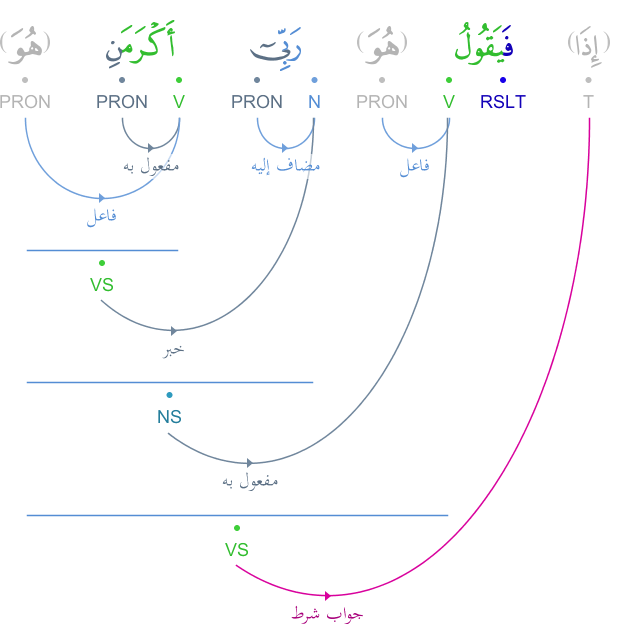 (إِذَا) فَيَقُولُ (هُوَ) رَبِّىٓ أَكْرَمَنِ (هُوَ)
T RSLT V PRON N PRON V PRON PRON
فاعل مضاف إليه مفعول به
فاعل
VS
خبر
NS
مفعول به
VS
جواب شرط